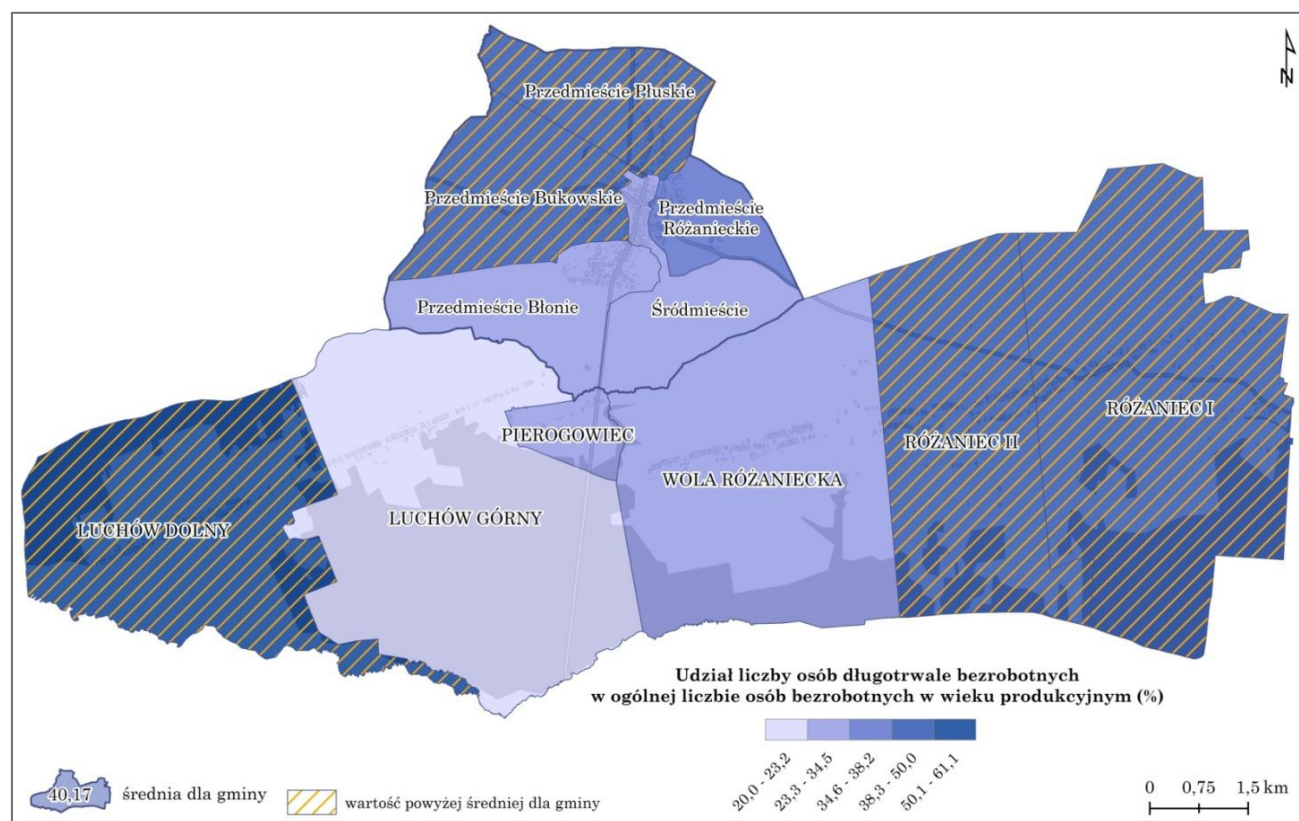 N
Przedmieście Płuskie
Przedmieście Bukowskie
Przedmieście
Różanieckie
Przedmieście Błonie
Śródmieście
RÓŻANIEC I
RÓŻANIEC II
PIEROGOWIEC
WOLA RÓŻANIECKA
LUCHÓW GÓRNY
LUCHÓW DOLNY
Udział liczby osób długotrwale bezrobotnych
w ogólnej liczbie osób bezrobotnych w wieku produkcyjnym (%)
20,0 - 23,2
23,3 - 34,5
34,6 - 38,2
38,3 - 50,0
50,1 - 61,1
40,17
średnia dla gminy
wartość powyżej średniej dla gminy
0 0,75 1,5 km